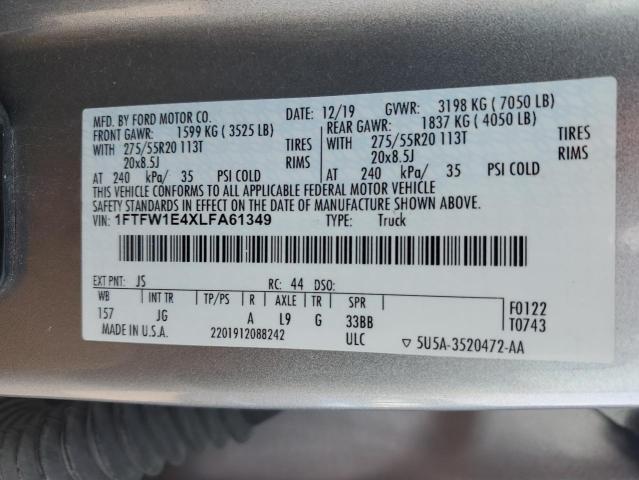 MFD. BY FORD MOTOR CO. DATE: 12/19 GVWR: 3198 KG ( 7050 LB)
FRONT GAWR: 1599 KG ( 3525 LB) REAR GAWR: 1837 KG ( 4050 LB)
WITH 275/55R20 113T TIRES WITH 275/55R20 113T TIRES
20x8.5J RIMS 20x8.5J RIMS
AT 240 kPa/ 35 PSI COLD AT 240 kPa/ 35 PSI COLD
THIS VEHICLE CONFORMS TO ALL APPLICABLE FEDERAL MOTOR VEHICLE
SAFETY STANDARDS IN EFFECT ON THE DATE OF MANUFACTURE SHOWN ABOVE.
VIN: 1FTFW1E4XLFA61349 TYPE: Truck
EXT PNT: JS RC: 44 DSO:
WB INT TR TP/PS R AXLE TR SPR F0122
157 JG A L9 G 33BB T0743
MADE IN U.S.A. 2201912088242 ULC ▽ 5U5A-3520472-AA